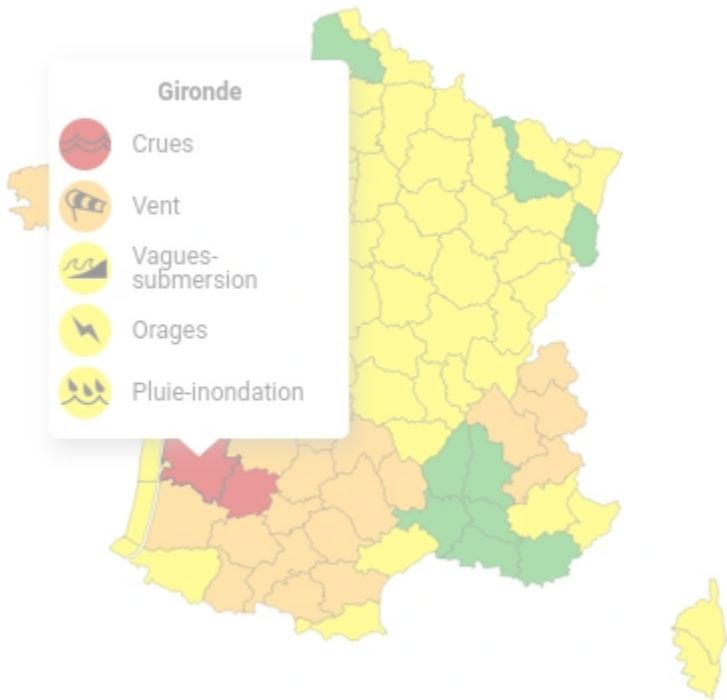 Gironde
Crues
Vent
Vagues-
submersion
Orages
Pluie-inondation